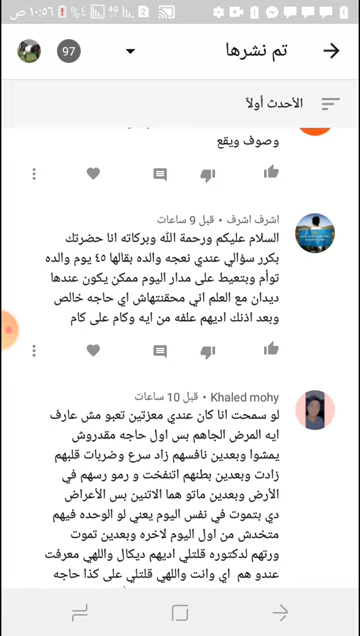 ١٠:٥٦ ص
٤%
4G
2
تم نشرها
97
الأحدث أولاً
وصوف ويقع
اشرف اشرف • قبل 9 ساعات
السلام عليكم ورحمة الله وبركاته انا حضرتك
بكرر سؤالي عندي نعجه والده بقالها ٤٥ يوم والده
توأم وبتعيط على مدار اليوم ممكن يكون عندها
ديدان مع العلم اني محقنتهاش اي حاجه خالص
وبعد اذنك اديهم علفه من ايه وكام على كام
Khaled mohy • قبل 10 ساعات
لو سمحت انا كان عندي معزتين تعبو مش عارف
ايه المرض الجاهم بس اول حاجه مقدروش
يمشوا وبعدين نافسهم زاد سرع وضربات قلبهم
زادت وبعدين بطنهم اتنفخت و رمو رسهم في
الأرض وبعدين ماتو هما الاتنين بس الأعراض
دي بتموت في نفس اليوم يعني لو الوحده فيهم
متخدش من اول اليوم لاخره وبعدين تموت
ورتهم لدكتوره قلتلي اديهم ديكال واللهي معرفت
عندو هم اي وانت واللهي قلتلي على كذا حاجه